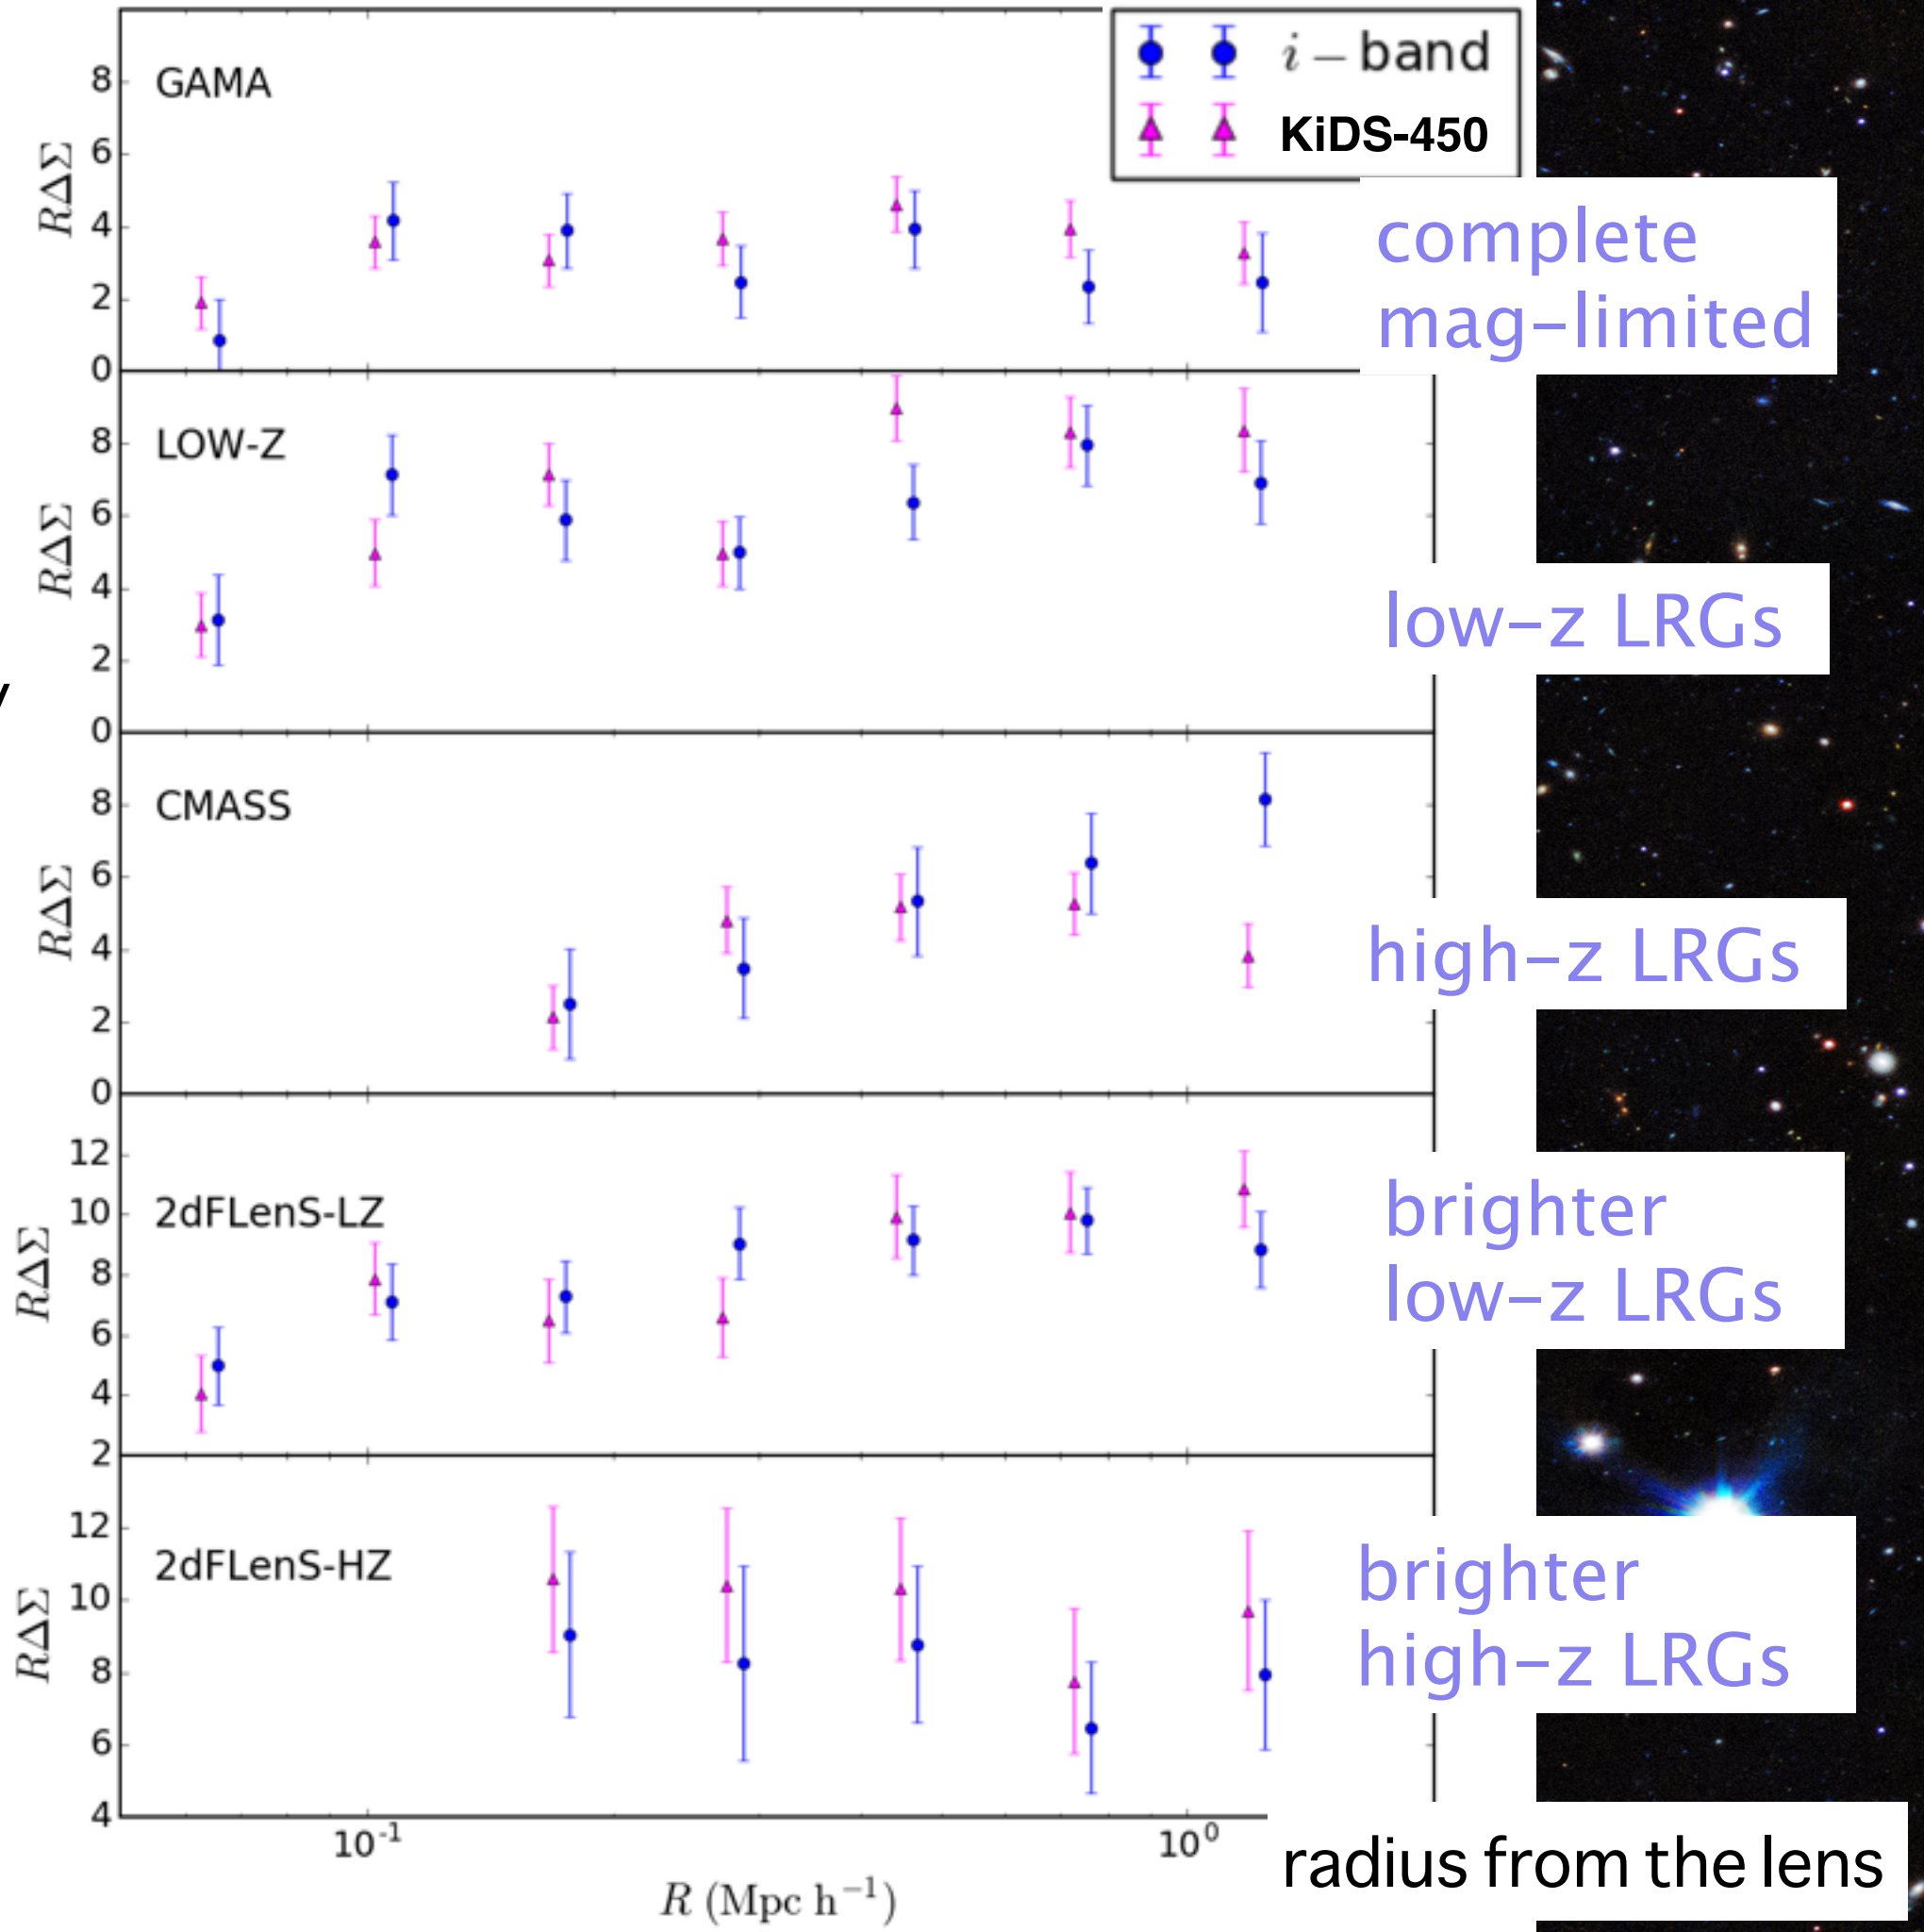 i – band
KiDS-450
GAMA
8
6
4
2
0
RΔΣ
complete
mag-limited
LOW-Z
8
6
4
2
0
RΔΣ
low-z LRGs
y
CMASS
8
6
4
2
0
RΔΣ
high-z LRGs
2dFLenS-LZ
12
10
8
6
4
2
RΔΣ
brighter
low-z LRGs
2dFLenS-HZ
12
10
8
6
4
RΔΣ
brighter
high-z LRGs
10⁻¹
10⁰
R (Mpc h⁻¹)
radius from the lens